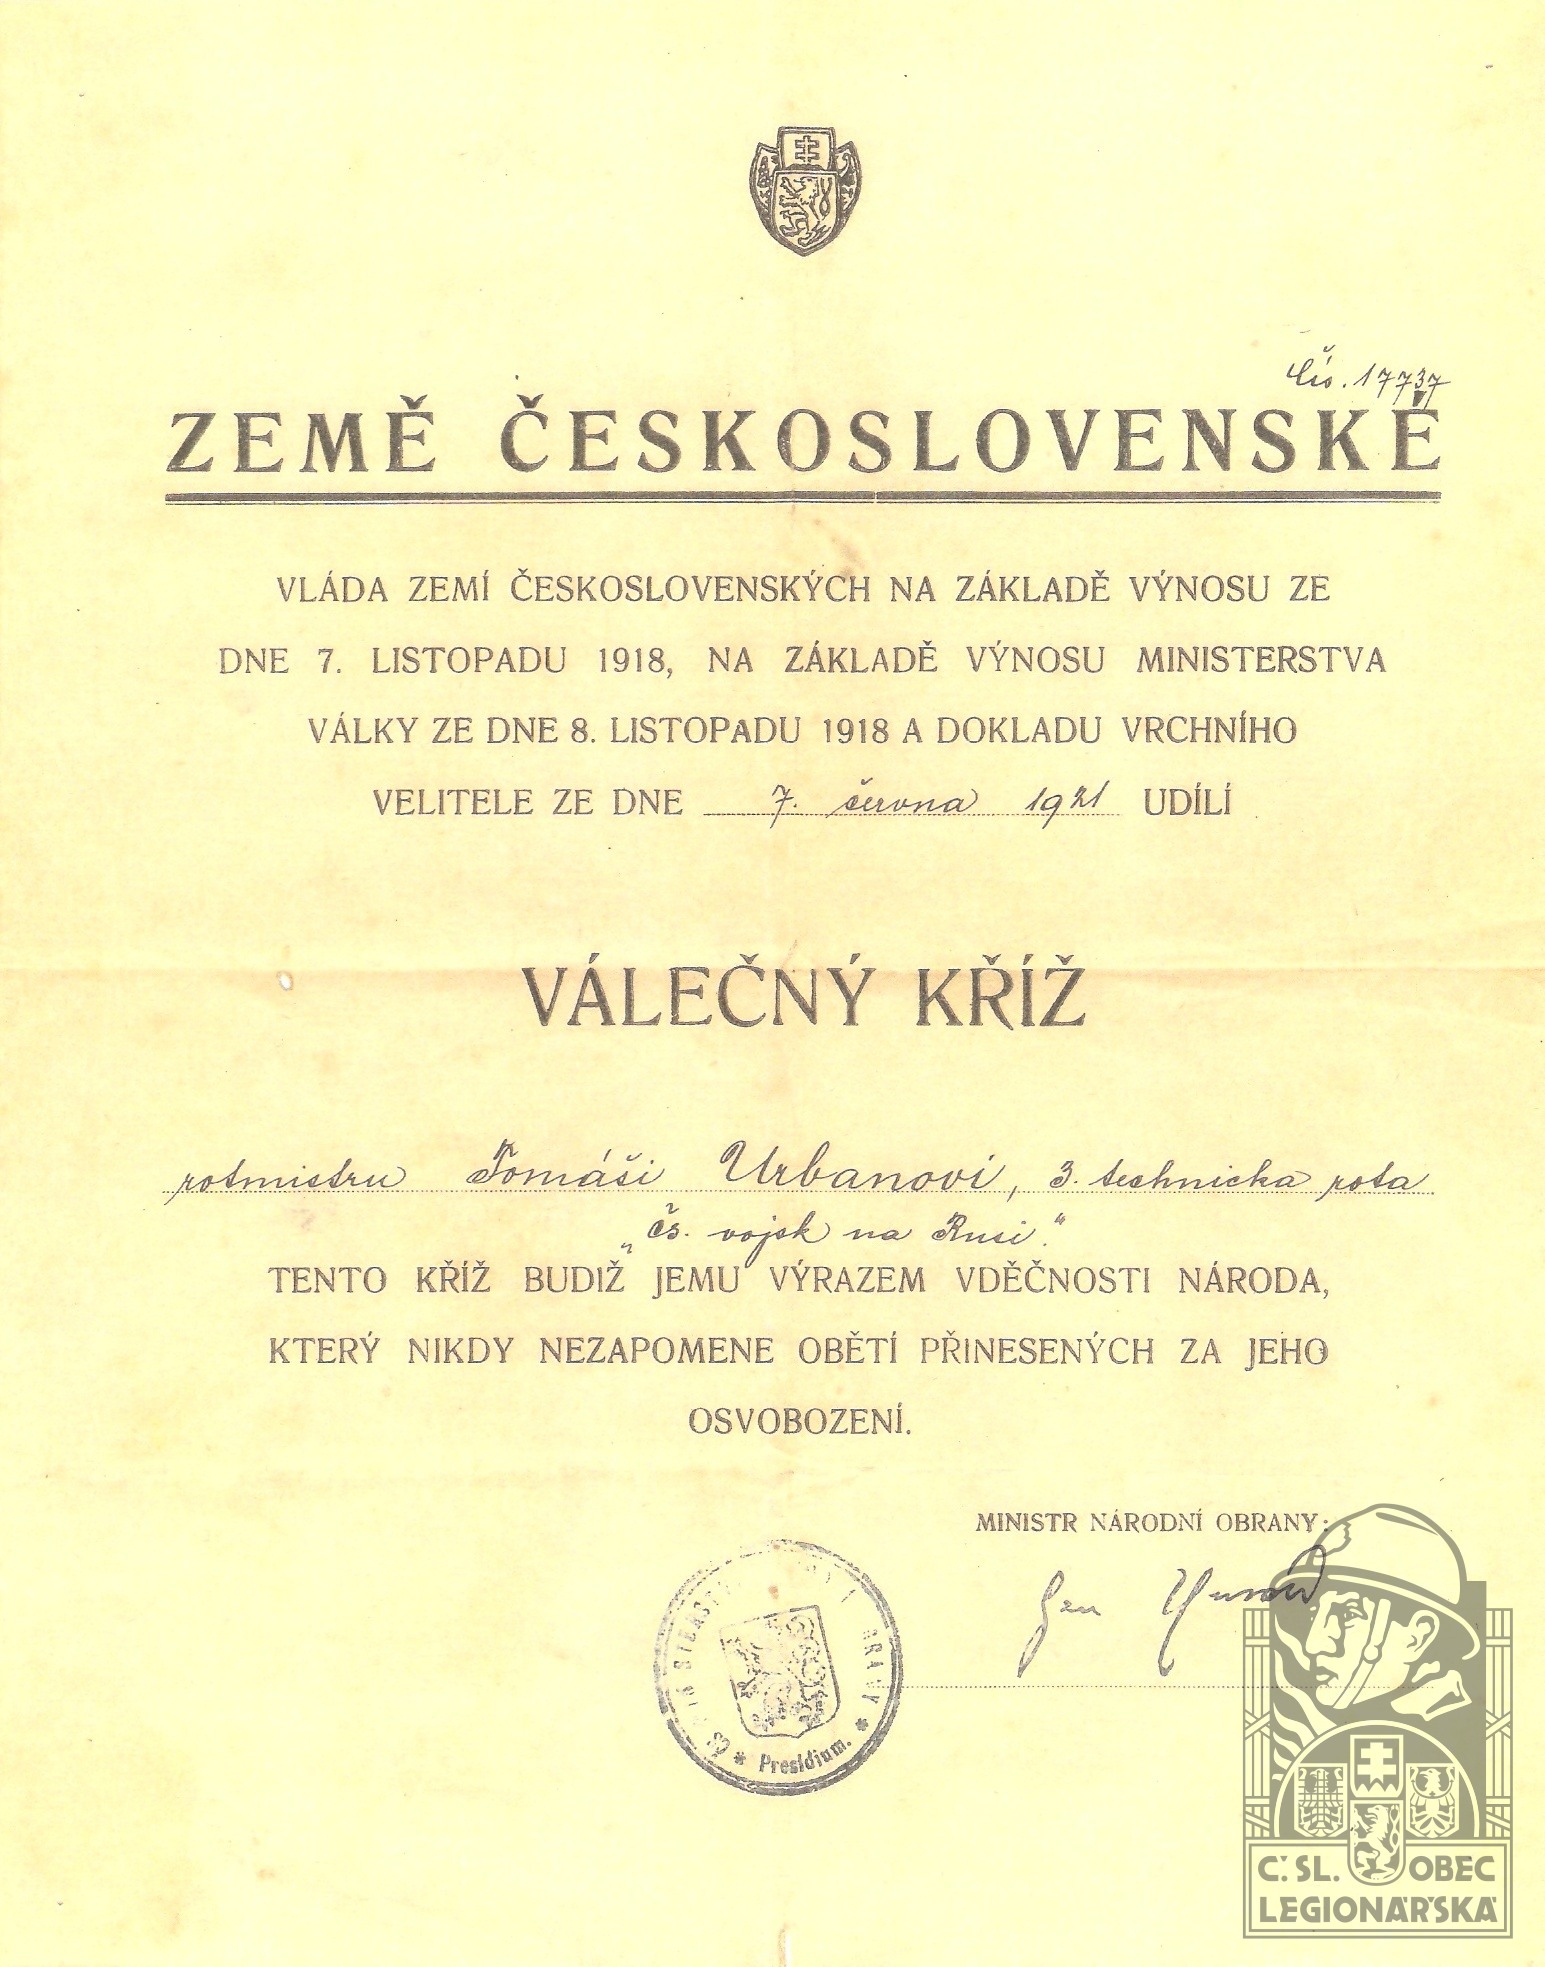 Čís. 17737
ZEMĚ ČESKOSLOVENSKÉ
VLÁDA ZEMÍ ČESKOSLOVENSKÝCH NA ZÁKLADĚ VÝNOSU ZE
DNE 7. LISTOPADU 1918, NA ZÁKLADĚ VÝNOSU MINISTERSTVA
VÁLKY ZE DNE 8. LISTOPADU 1918 A DOKLADU VRCHNÍHO
VELITELE ZE DNE 7. června 1921 UDÍLÍ
VÁLEČNÝ KŘÍŽ
rotmistru Tomáši Urbanovi, 3. technicka rota
„čs. vojsk na Rusi."
TENTO KŘÍŽ BUDIŽ JEMU VÝRAZEM VDĚČNOSTI NÁRODA,
KTERÝ NIKDY NEZAPOMENE OBĚTÍ PŘINESENÝCH ZA JEHO
OSVOBOZENÍ.
MINISTR NÁRODNÍ OBRANY:
* Presidium. *
Č. SL. OBEC
LEGIONÁŘSKÁ